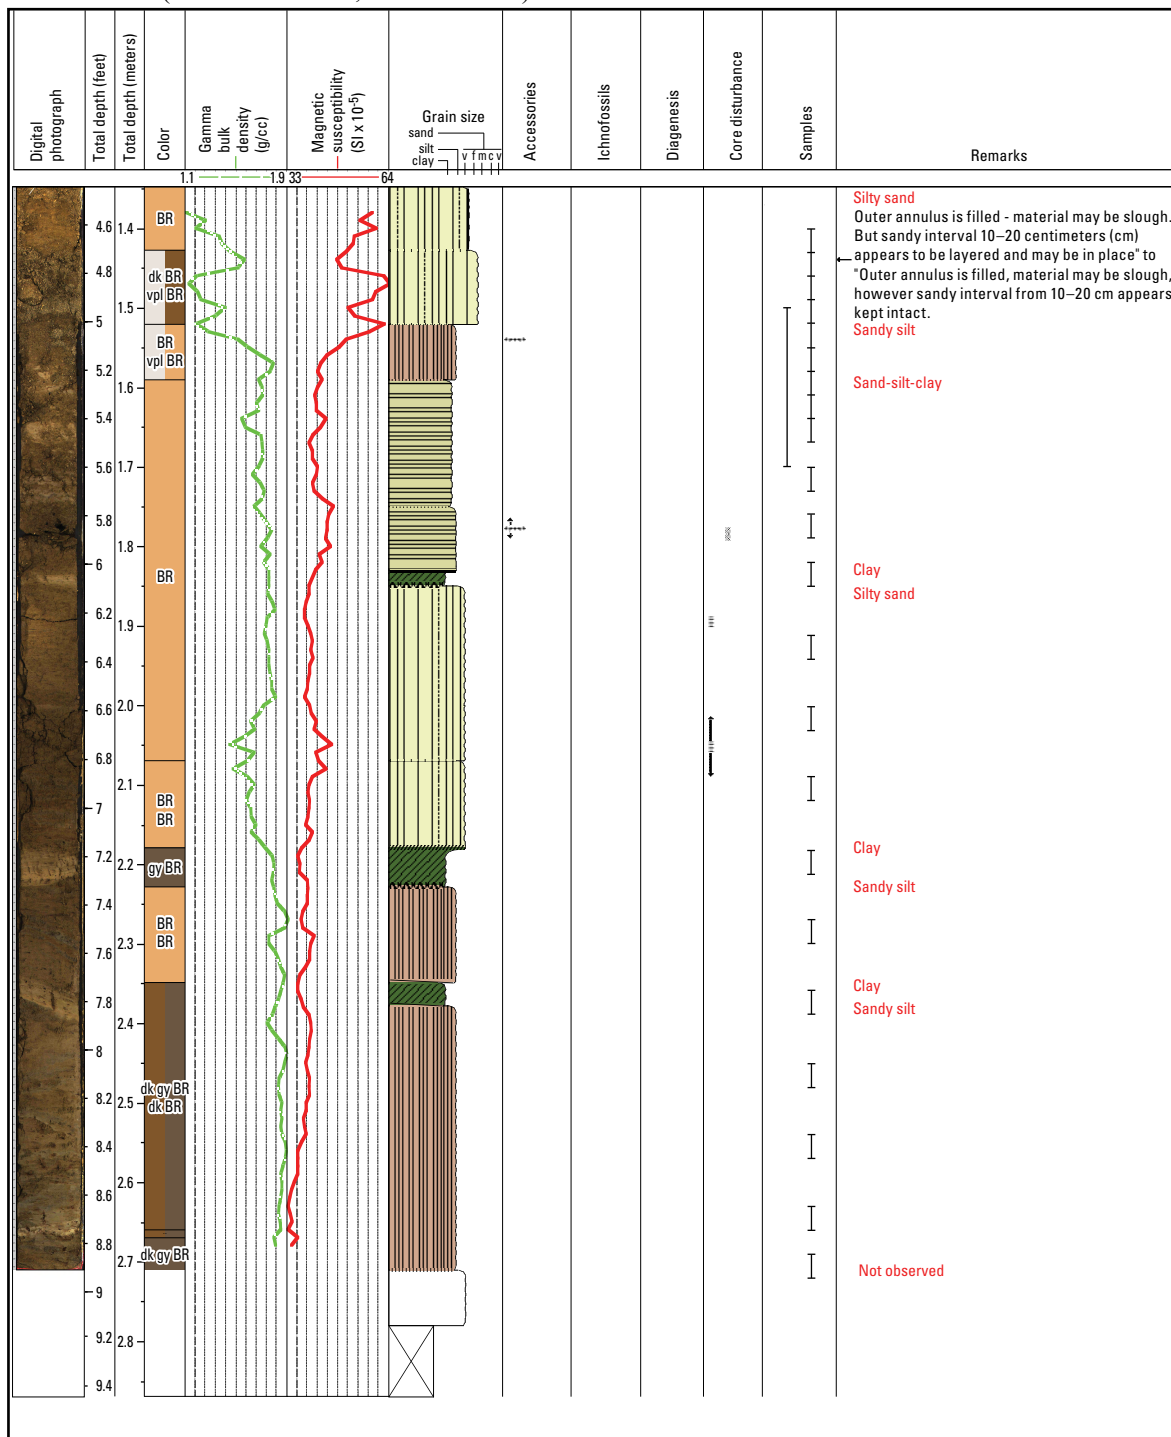 Digital photograph
Total depth (feet)
Total depth (meters)
Color
Gamma bulk density (g/cc)
Magnetic susceptibility (SI x 10-5)
Grain size
sand
silt
clay
v f m c v
Accessories
Ichnofossils
Diagenesis
Core disturbance
Samples
Remarks
1.1
1.9
33
64
4.6
4.8
5
5.2
5.4
5.6
5.8
6
6.2
6.4
6.6
6.8
7
7.2
7.4
7.6
7.8
8
8.2
8.4
8.6
8.8
9
9.2
9.4
1.4
1.5
1.6
1.7
1.8
1.9
2.0
2.1
2.2
2.3
2.4
2.5
2.6
2.7
2.8
BR
dk BR
vpl BR
BR
vpl BR
BR
BR
BR
gy BR
BR
BR
dk gy BR
dk BR
dk gy BR
Silty sand
Outer annulus is filled - material may be slough.
But sandy interval 10–20 centimeters (cm)
appears to be layered and may be in place" to
"Outer annulus is filled, material may be slough,
however sandy interval from 10–20 cm appears
kept intact.
Sandy silt
Sand-silt-clay
Clay
Silty sand
Clay
Sandy silt
Clay
Sandy silt
Not observed